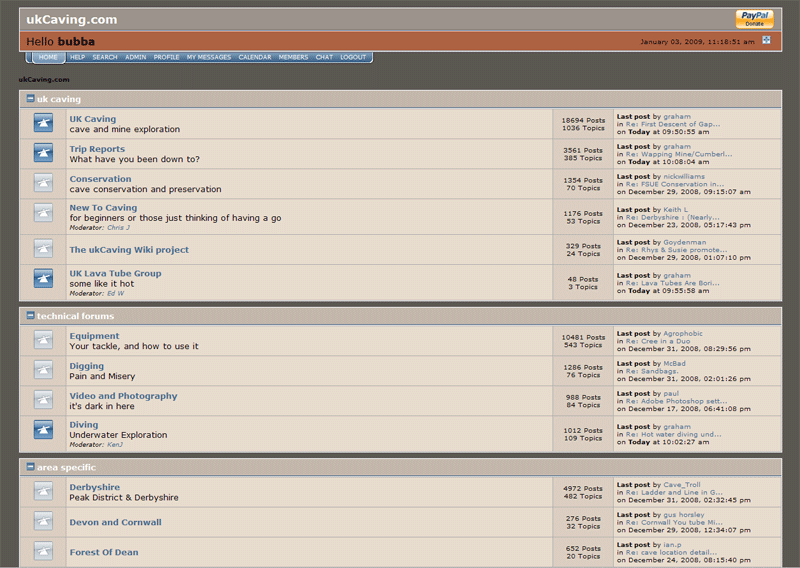 ukCaving.com
PayPal
Donate
Hello bubba
January 03, 2009, 11:18:51 am
HOME HELP SEARCH ADMIN PROFILE MY MESSAGES CALENDAR MEMBERS CHAT LOGOUT
ukCaving.com
uk caving
UK Caving
cave and mine exploration
18694 Posts
1036 Topics
Last post by graham
in Re: First Descent of Gap...
on Today at 09:50:55 am
Trip Reports
What have you been down to?
3561 Posts
385 Topics
Last post by graham
in Re: Wapping Mine/Cumberl...
on Today at 10:08:04 am
Conservation
cave conservation and preservation
1354 Posts
70 Topics
Last post by nickwilliams
in Re: FSUE Conservation in...
on December 29, 2008, 09:15:07 am
New To Caving
for beginners or those just thinking of having a go
Moderator: Chris J
1176 Posts
53 Topics
Last post by Keith L
in Re: Derbyshire : (Nearly...
on December 23, 2008, 05:17:43 pm
The ukCaving Wiki project
329 Posts
24 Topics
Last post by Goydenman
in Re: Rhys & Susie promote...
on December 29, 2008, 01:07:10 pm
UK Lava Tube Group
some like it hot
Moderator: Ed W
48 Posts
3 Topics
Last post by graham
in Re: Lava Tubes Are Bori...
on Today at 09:55:58 am
technical forums
Equipment
Your tackle, and how to use it
10481 Posts
543 Topics
Last post by Agrophobic
in Re: Cree in a Duo
on December 31, 2008, 08:29:56 pm
Digging
Pain and Misery
1286 Posts
76 Topics
Last post by McBad
in Re: Sandbags.
on December 31, 2008, 02:01:26 pm
Video and Photography
it's dark in here
988 Posts
84 Topics
Last post by paul
in Re: Adobe Photoshop sett...
on December 17, 2008, 06:41:08 pm
Diving
Underwater Exploration
Moderator: KenJ
1012 Posts
109 Topics
Last post by graham
in Re: Hot water diving und...
on Today at 10:02:27 am
area specific
Derbyshire
Peak District & Derbyshire
4972 Posts
482 Topics
Last post by Cave_Troll
in Re: Ladder and Line in G...
on December 31, 2008, 02:32:45 pm
Devon and Cornwall
276 Posts
32 Topics
Last post by gus horsley
in Re: Cornwall You tube Mi...
on December 29, 2008, 12:34:07 pm
Forest Of Dean
652 Posts
20 Topics
Last post by ian.p
in Re: cave location detail...
on December 24, 2008, 08:15:40 pm